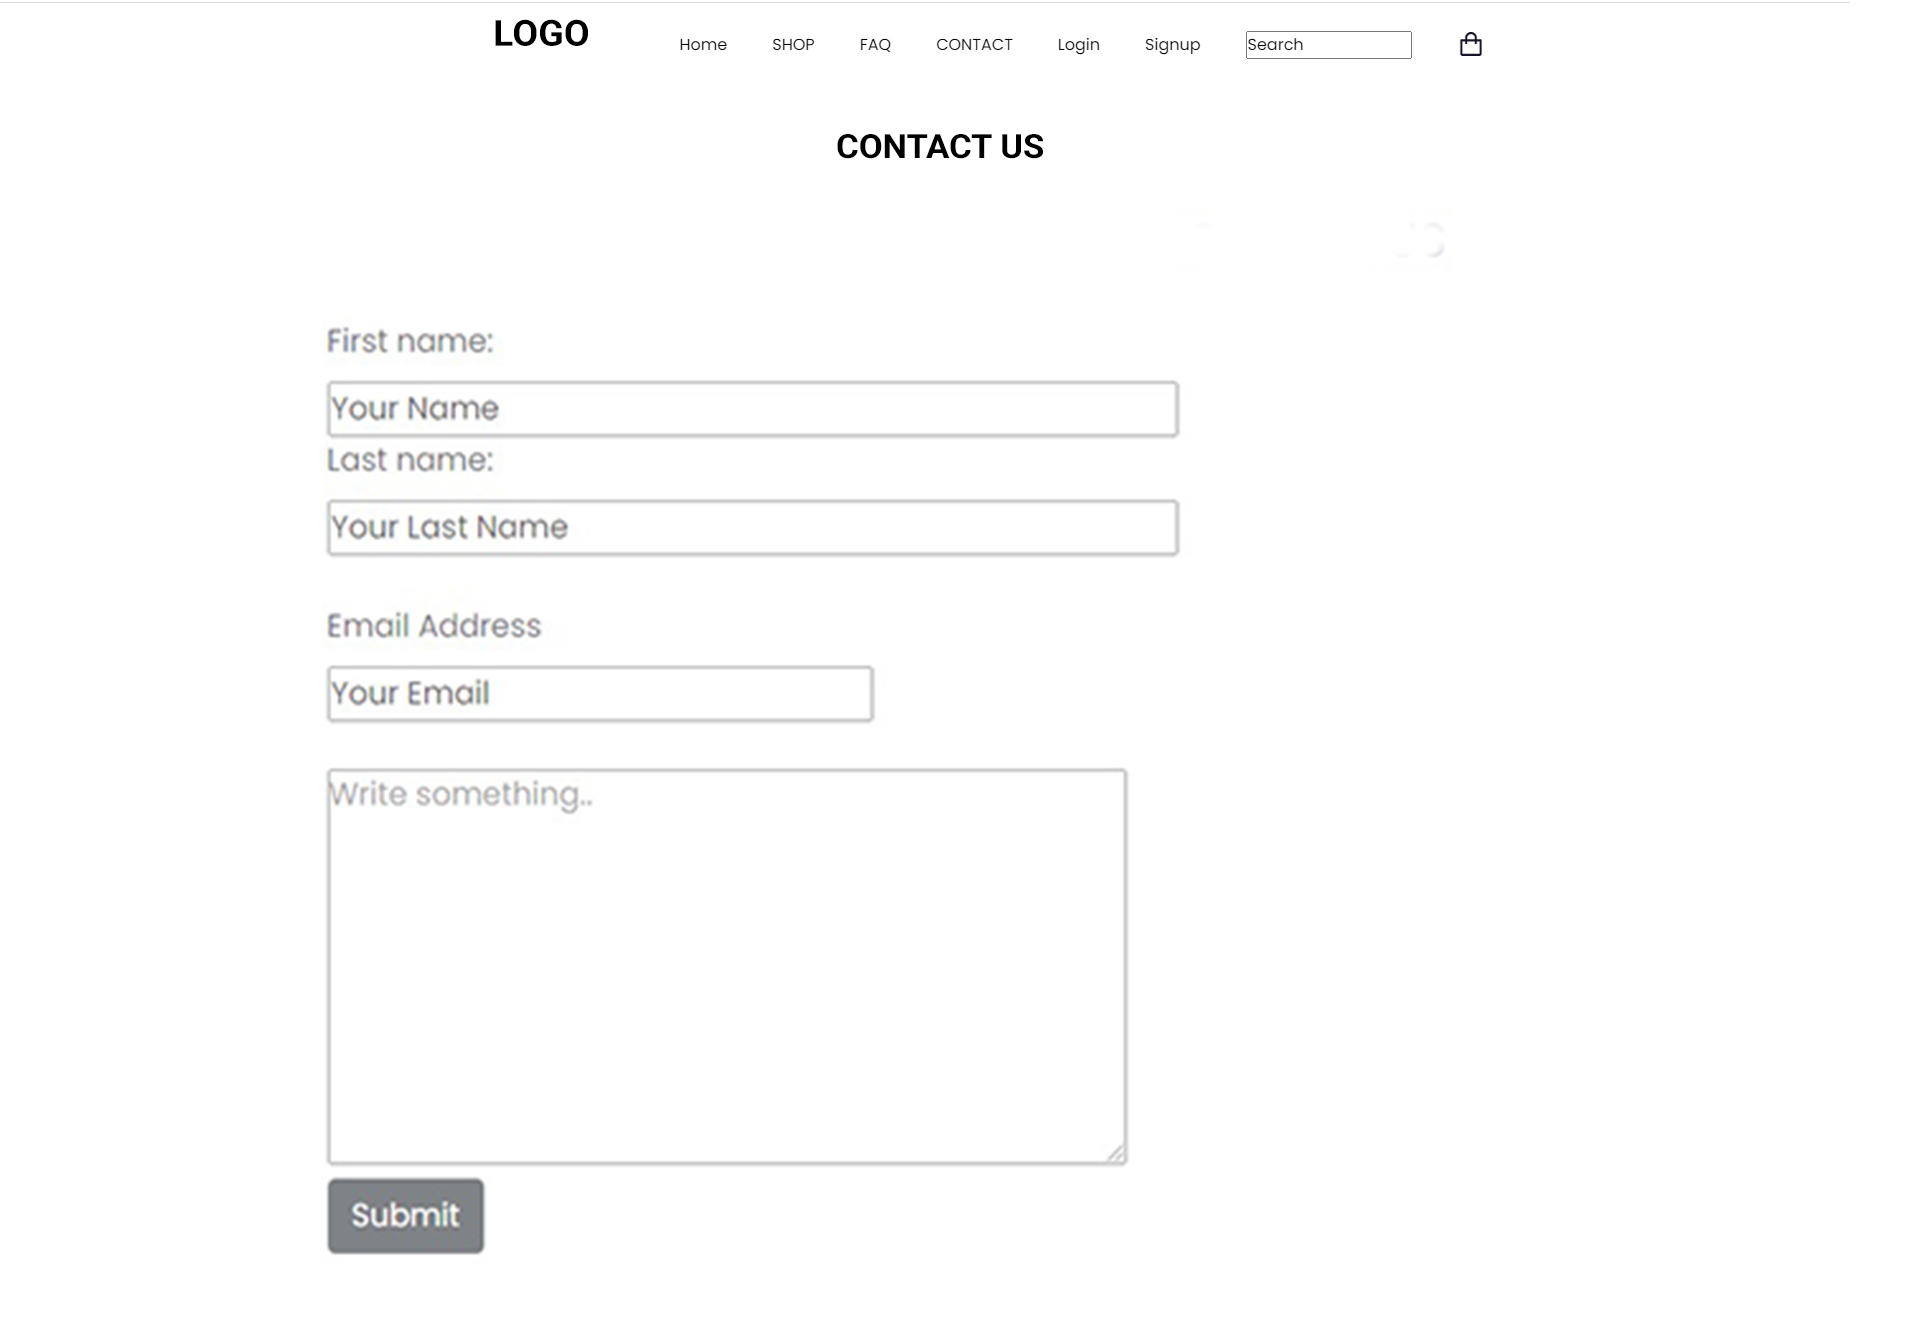 LOGO Home SHOP FAQ CONTACT Login Signup Search
CONTACT US
First name:
Your Name
Last name:
Your Last Name
Email Address
Your Email
Write something..
Submit